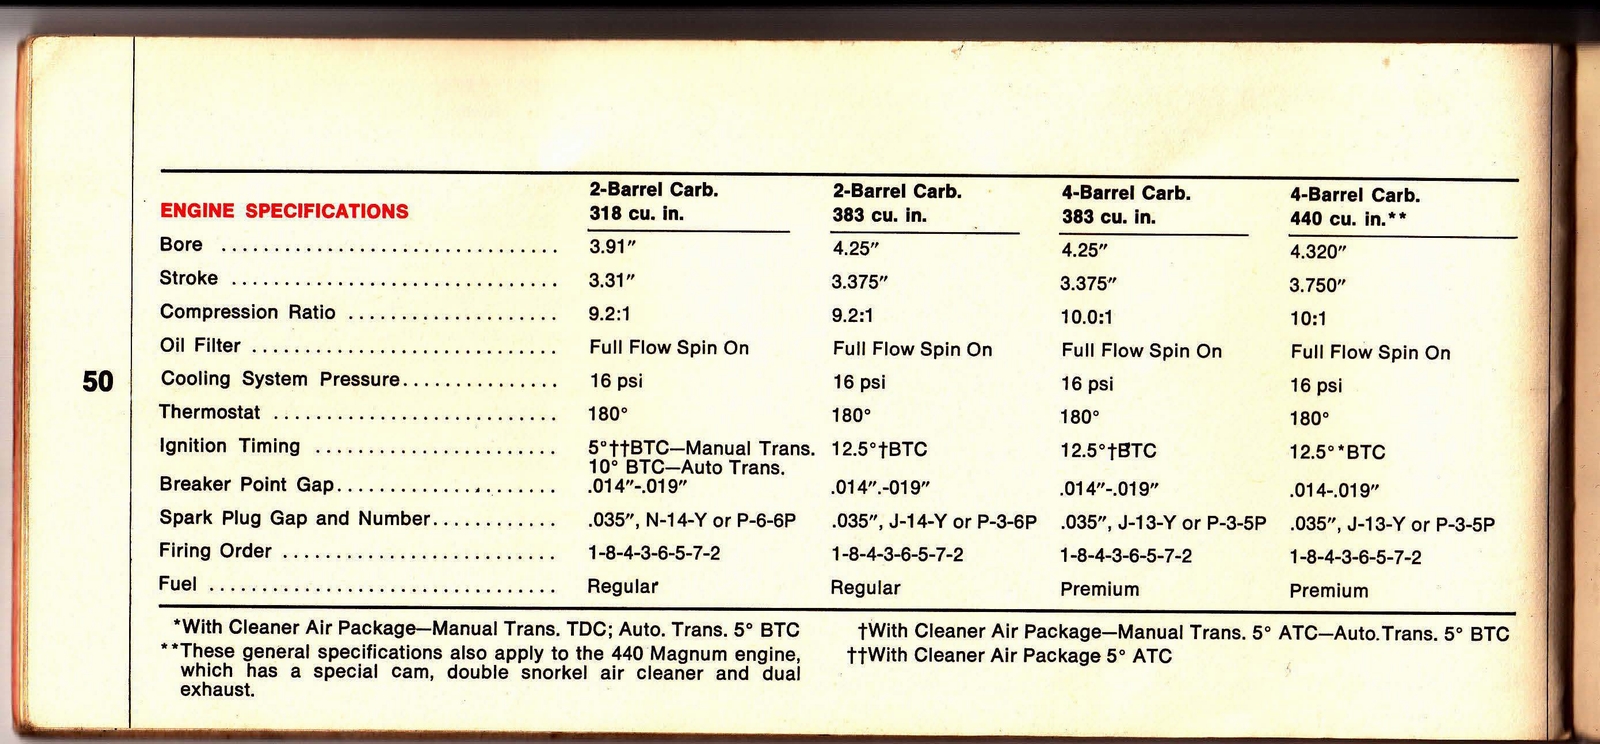 2-Barrel Carb. 2-Barrel Carb. 4-Barrel Carb. 4-Barrel Carb.
ENGINE SPECIFICATIONS 318 cu. in. 383 cu. in. 383 cu. in. 440 cu. in.**
Bore ................................ 3.91″ 4.25″ 4.25″ 4.320″
Stroke ............................... 3.31″ 3.375″ 3.375″ 3.750″
Compression Ratio .................... 9.2:1 9.2:1 10.0:1 10:1
Oil Filter ............................. Full Flow Spin On Full Flow Spin On Full Flow Spin On Full Flow Spin On
50 Cooling System Pressure............... 16 psi 16 psi 16 psi 16 psi
Thermostat ........................... 180° 180° 180° 180°
Ignition Timing ....................... 5°††BTC—Manual Trans. 12.5°†BTC 12.5°†BTC 12.5°*BTC
10° BTC—Auto Trans.
Breaker Point Gap..................... .014″-.019″ .014″.-019″ .014″-.019″ .014-.019″
Spark Plug Gap and Number............ .035″, N-14-Y or P-6-6P .035″, J-14-Y or P-3-6P .035″, J-13-Y or P-3-5P .035″, J-13-Y or P-3-5P
Firing Order .......................... 1-8-4-3-6-5-7-2 1-8-4-3-6-5-7-2 1-8-4-3-6-5-7-2 1-8-4-3-6-5-7-2
Fuel ................................. Regular Regular Premium Premium
*With Cleaner Air Package—Manual Trans. TDC; Auto. Trans. 5° BTC
**These general specifications also apply to the 440 Magnum engine,
which has a special cam, double snorkel air cleaner and dual
exhaust.
†With Cleaner Air Package—Manual Trans. 5° ATC—Auto.Trans. 5° BTC
††With Cleaner Air Package 5° ATC